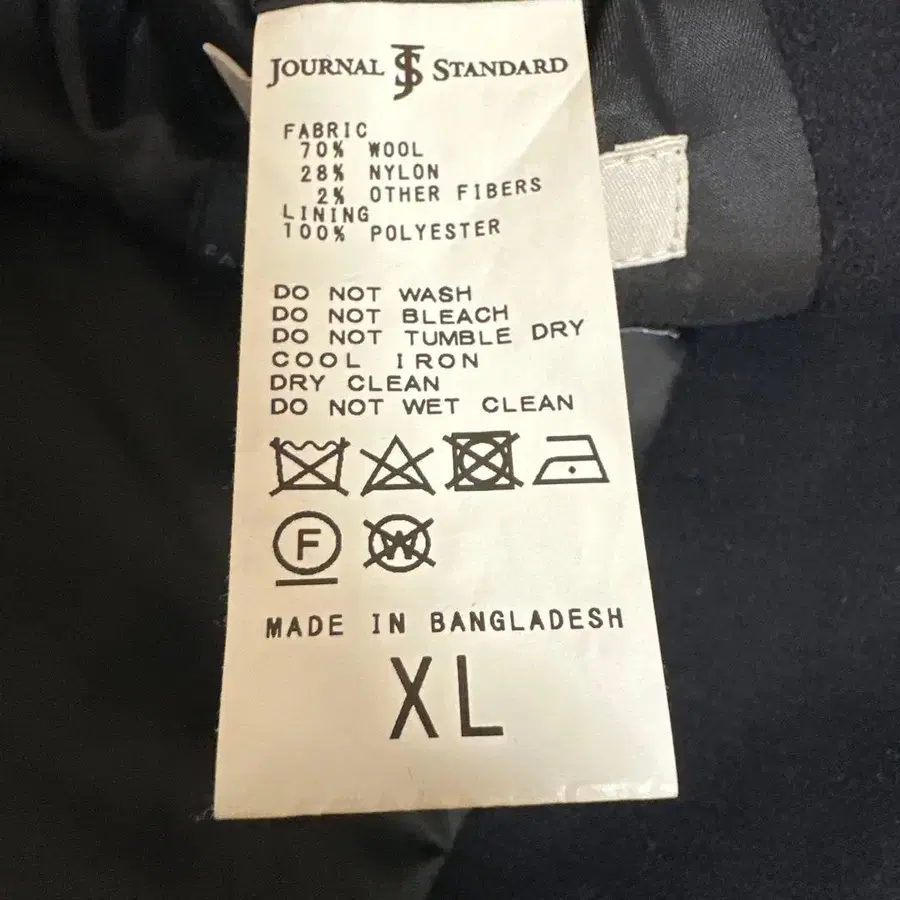 JOURNAL JS STANDARD
FABRIC
70% WOOL
28% NYLON
2% OTHER FIBERS
LINING
100% POLYESTER
DO NOT WASH
DO NOT BLEACH
DO NOT TUMBLE DRY
COOL IRON
DRY CLEAN
DO NOT WET CLEAN
F W
MADE IN BANGLADESH
XL